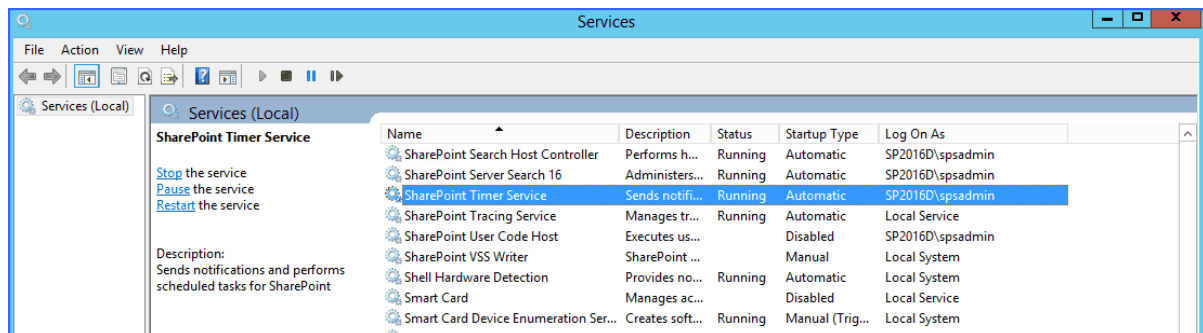 Services
File Action View Help
Services (Local)
Services (Local)
SharePoint Timer Service
Stop the service
Pause the service
Restart the service
Description:
Sends notifications and performs
scheduled tasks for SharePoint
Name Description Status Startup Type Log On As
SharePoint Search Host Controller Performs h... Running Automatic SP2016D\spsadmin
SharePoint Server Search 16 Administers... Running Automatic SP2016D\spsadmin
SharePoint Timer Service Sends notifi... Running Automatic SP2016D\spsadmin
SharePoint Tracing Service Manages tr... Running Automatic Local Service
SharePoint User Code Host Executes us... Disabled SP2016D\spsadmin
SharePoint VSS Writer SharePoint ... Manual Local System
Shell Hardware Detection Provides no... Running Automatic Local System
Smart Card Manages ac... Disabled Local Service
Smart Card Device Enumeration Ser... Creates soft... Running Manual (Trig... Local System